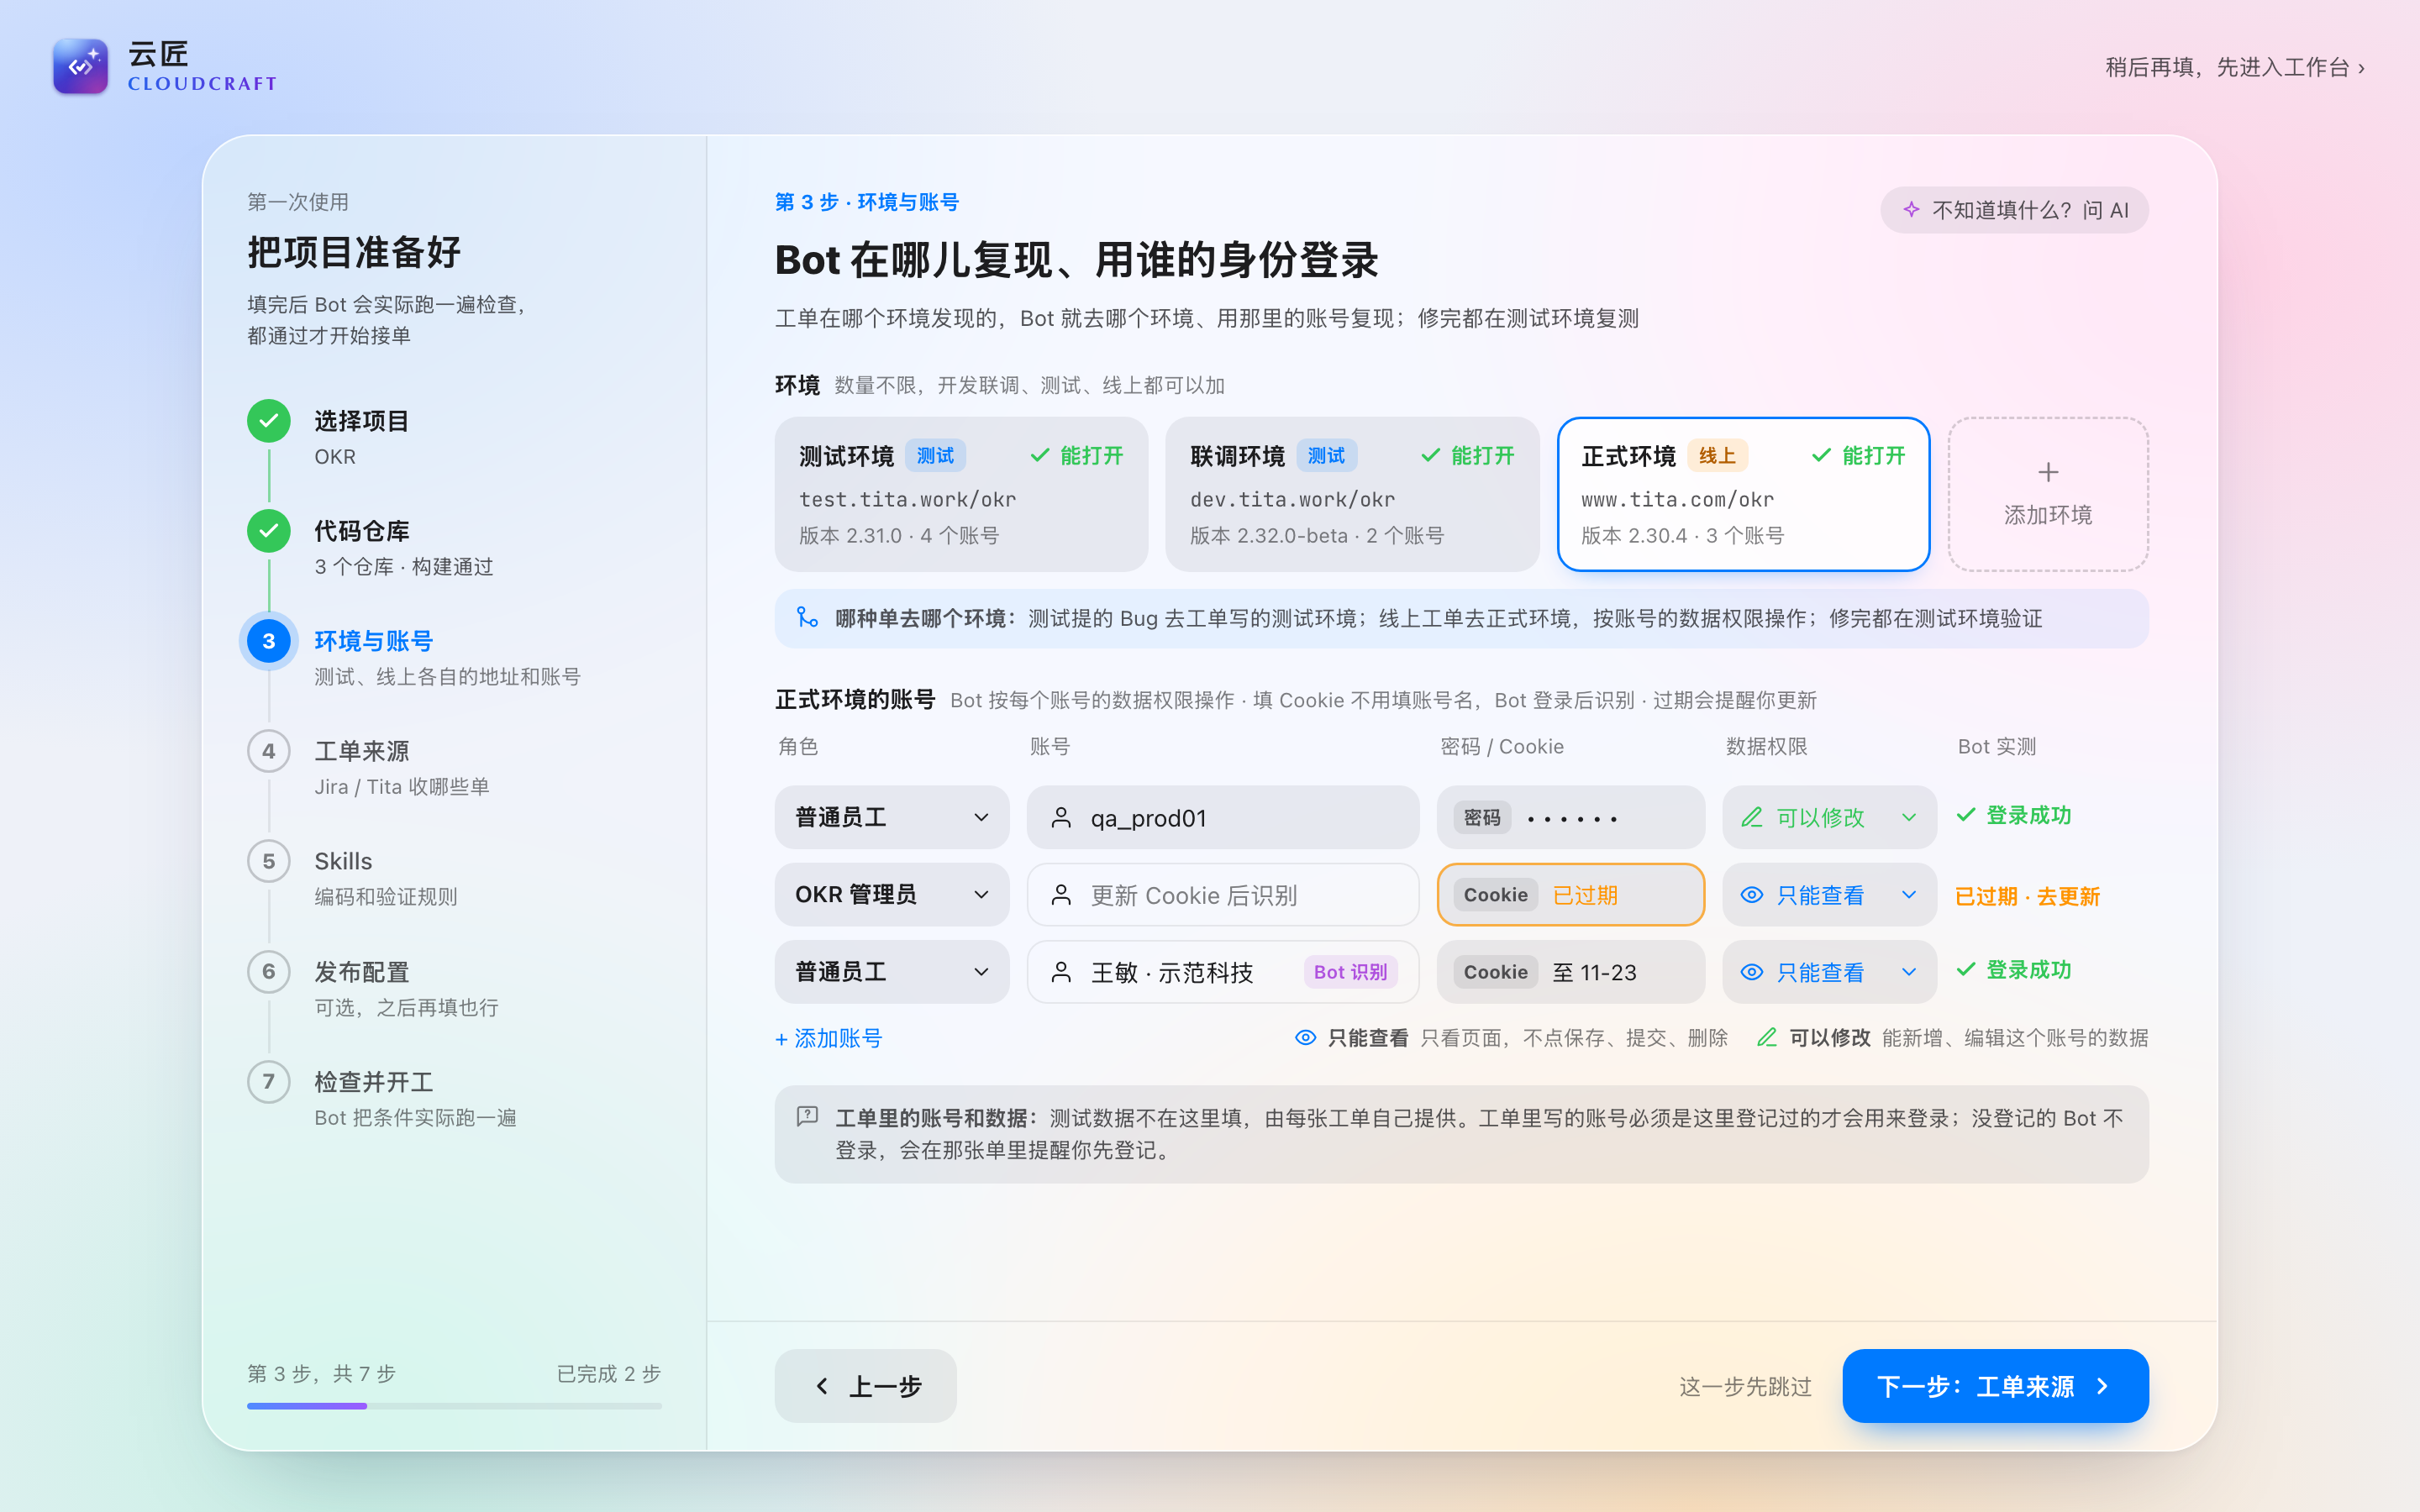 云匠
CLOUDCRAFT
稍后再填，先进入工作台 ›
第一次使用
把项目准备好
填完后 Bot 会实际跑一遍检查，
都通过才开始接单
选择项目
OKR
代码仓库
3 个仓库 · 构建通过
3
环境与账号
测试、线上各自的地址和账号
4
工单来源
Jira / Tita 收哪些单
5
Skills
编码和验证规则
6
发布配置
可选，之后再填也行
7
检查并开工
Bot 把条件实际跑一遍
第 3 步，共 7 步
已完成 2 步
第 3 步 · 环境与账号
不知道填什么？问 AI
Bot 在哪儿复现、用谁的身份登录
工单在哪个环境发现的，Bot 就去哪个环境、用那里的账号复现；修完都在测试环境复测
环境 数量不限，开发联调、测试、线上都可以加
测试环境 测试 能打开
test.tita.work/okr
版本 2.31.0 · 4 个账号
联调环境 测试 能打开
dev.tita.work/okr
版本 2.32.0-beta · 2 个账号
正式环境 线上 能打开
www.tita.com/okr
版本 2.30.4 · 3 个账号
+
添加环境
哪种单去哪个环境：测试提的 Bug 去工单写的测试环境；线上工单去正式环境，按账号的数据权限操作；修完都在测试环境验证
正式环境的账号 Bot 按每个账号的数据权限操作 · 填 Cookie 不用填账号名，Bot 登录后识别 · 过期会提醒你更新
角色 账号 密码 / Cookie 数据权限 Bot 实测
普通员工 qa_prod01 密码 •••••• 可以修改 登录成功
OKR 管理员 更新 Cookie 后识别 Cookie 已过期 只能查看 已过期 · 去更新
普通员工 王敏 · 示范科技 Bot 识别 Cookie 至 11-23 只能查看 登录成功
+ 添加账号
只能查看 只看页面，不点保存、提交、删除 可以修改 能新增、编辑这个账号的数据
工单里的账号和数据：测试数据不在这里填，由每张工单自己提供。工单里写的账号必须是这里登记过的才会用来登录；没登记的 Bot 不
登录，会在那张单里提醒你先登记。
上一步
这一步先跳过
下一步：工单来源